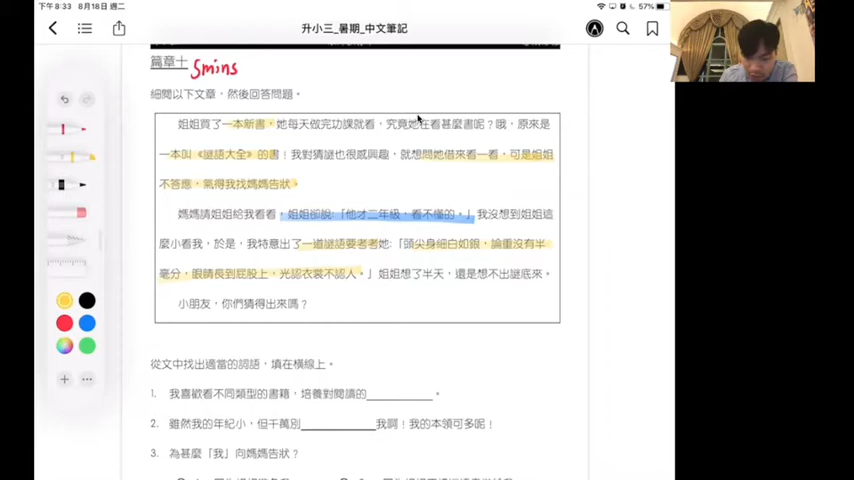 下午8:33 8月18日 週二
57%
升小三_暑期_中文筆記
篇章十 5mins
細閱以下文章，然後回答問題。
姐姐買了一本新書，她每天做完功課就看，究竟她在看甚麼書呢？哦，原來是
一本叫《謎語大全》的書！我對猜謎也很感興趣，就想問她借來看一看，可是姐姐
不答應，氣得我找媽媽告狀。
媽媽請姐姐給我看看，姐姐卻說：「他才二年級，看不懂的。」我沒想到姐姐這
麼小看我，於是，我特意出了一道謎語要考考她:「頭尖身細白如銀，論重沒有半
毫分，眼睛長到屁股上，光認衣裳不認人。」姐姐想了半天，還是想不出謎底來。
小朋友，你們猜得出來嗎？
從文中找出適當的詞語，填在橫線上。
1. 我喜歡看不同類型的書籍，培養對閱讀的____________。
2. 雖然我的年紀小，但千萬別____________我啊！我的本領可多呢！
3. 為甚麼「我」向媽媽告狀？